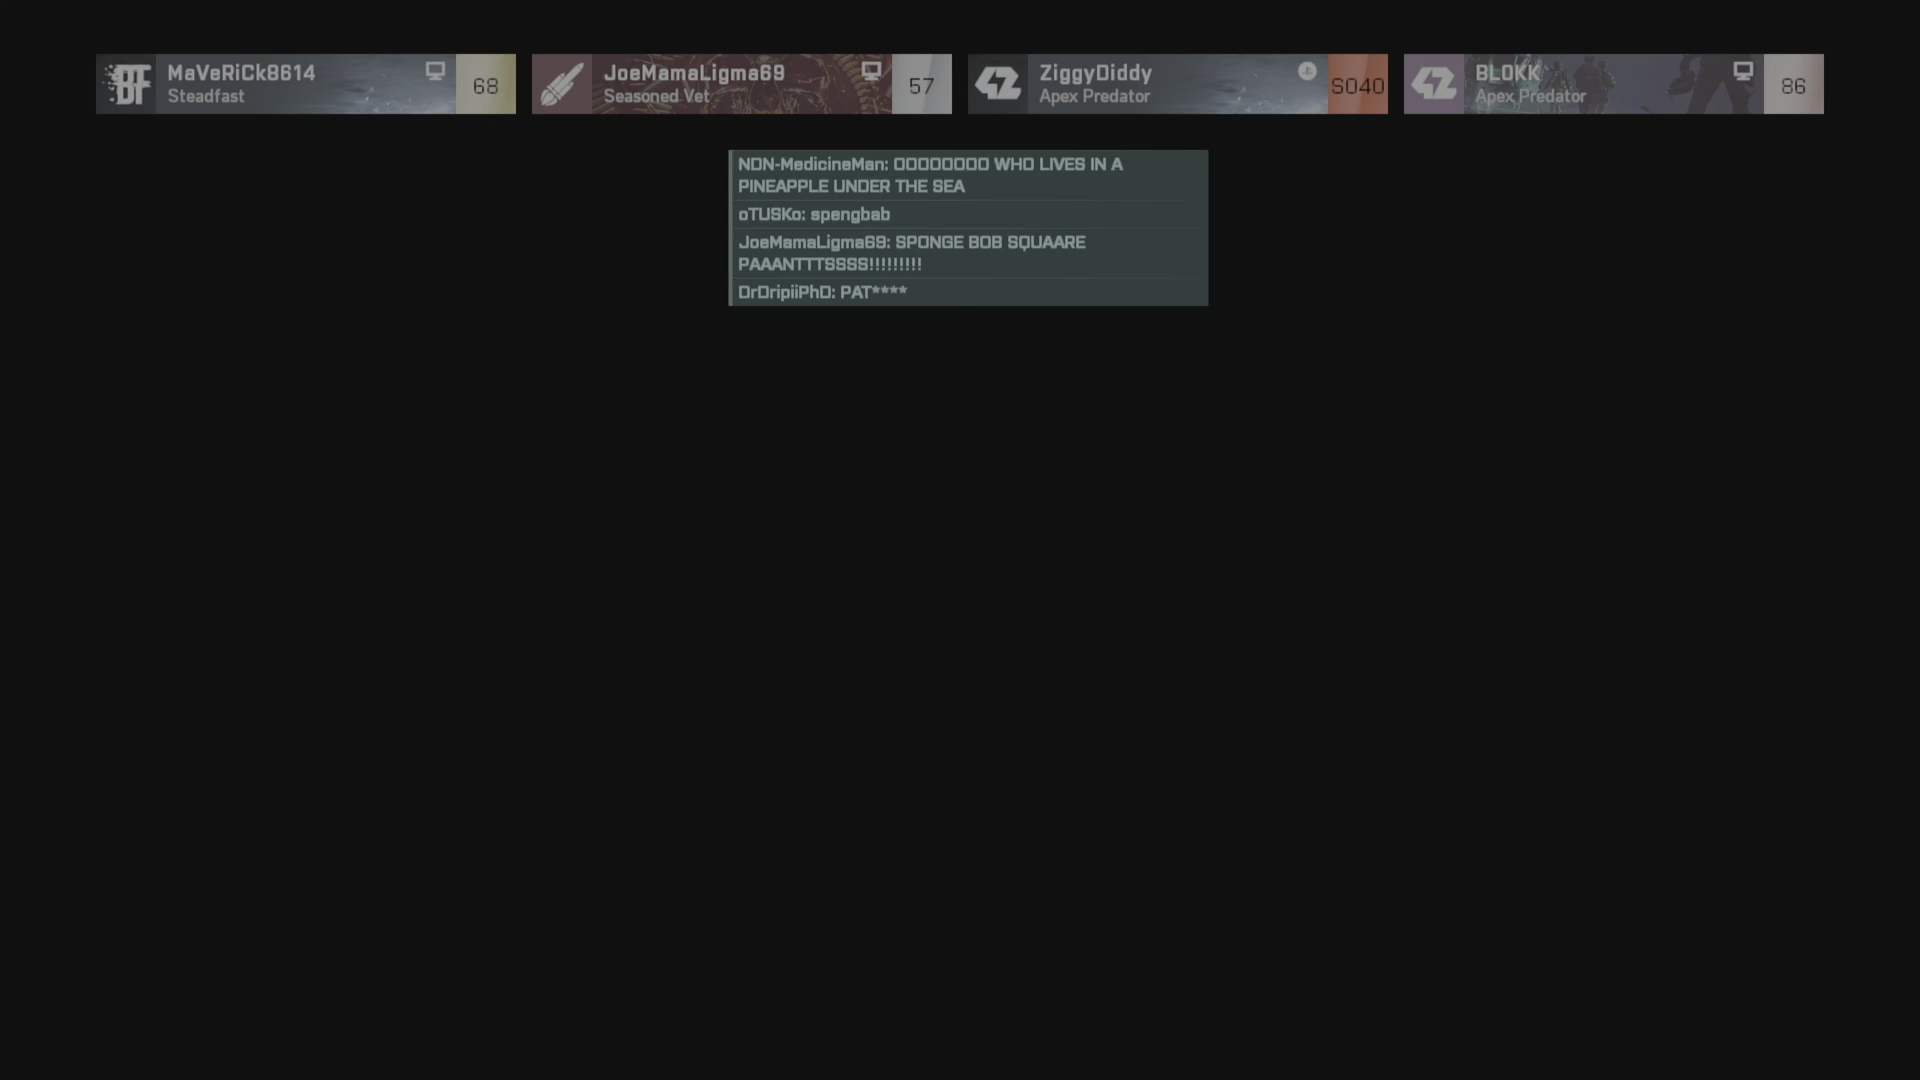 MaVeRiCk8614
Steadfast
68
JoeMamaLigma69
Seasoned Vet
57
ZiggyDiddy
Apex Predator
S040
BLOKK
Apex Predator
86
NDN-MedicineMan: OOOOOOOO WHO LIVES IN A
PINEAPPLE UNDER THE SEA
oTUSKo: spengbab
JoeMamaLigma69: SPONGE BOB SQUAARE
PAAANTTTSSSS!!!!!!!!!
DrDripiiPhD: PAT****